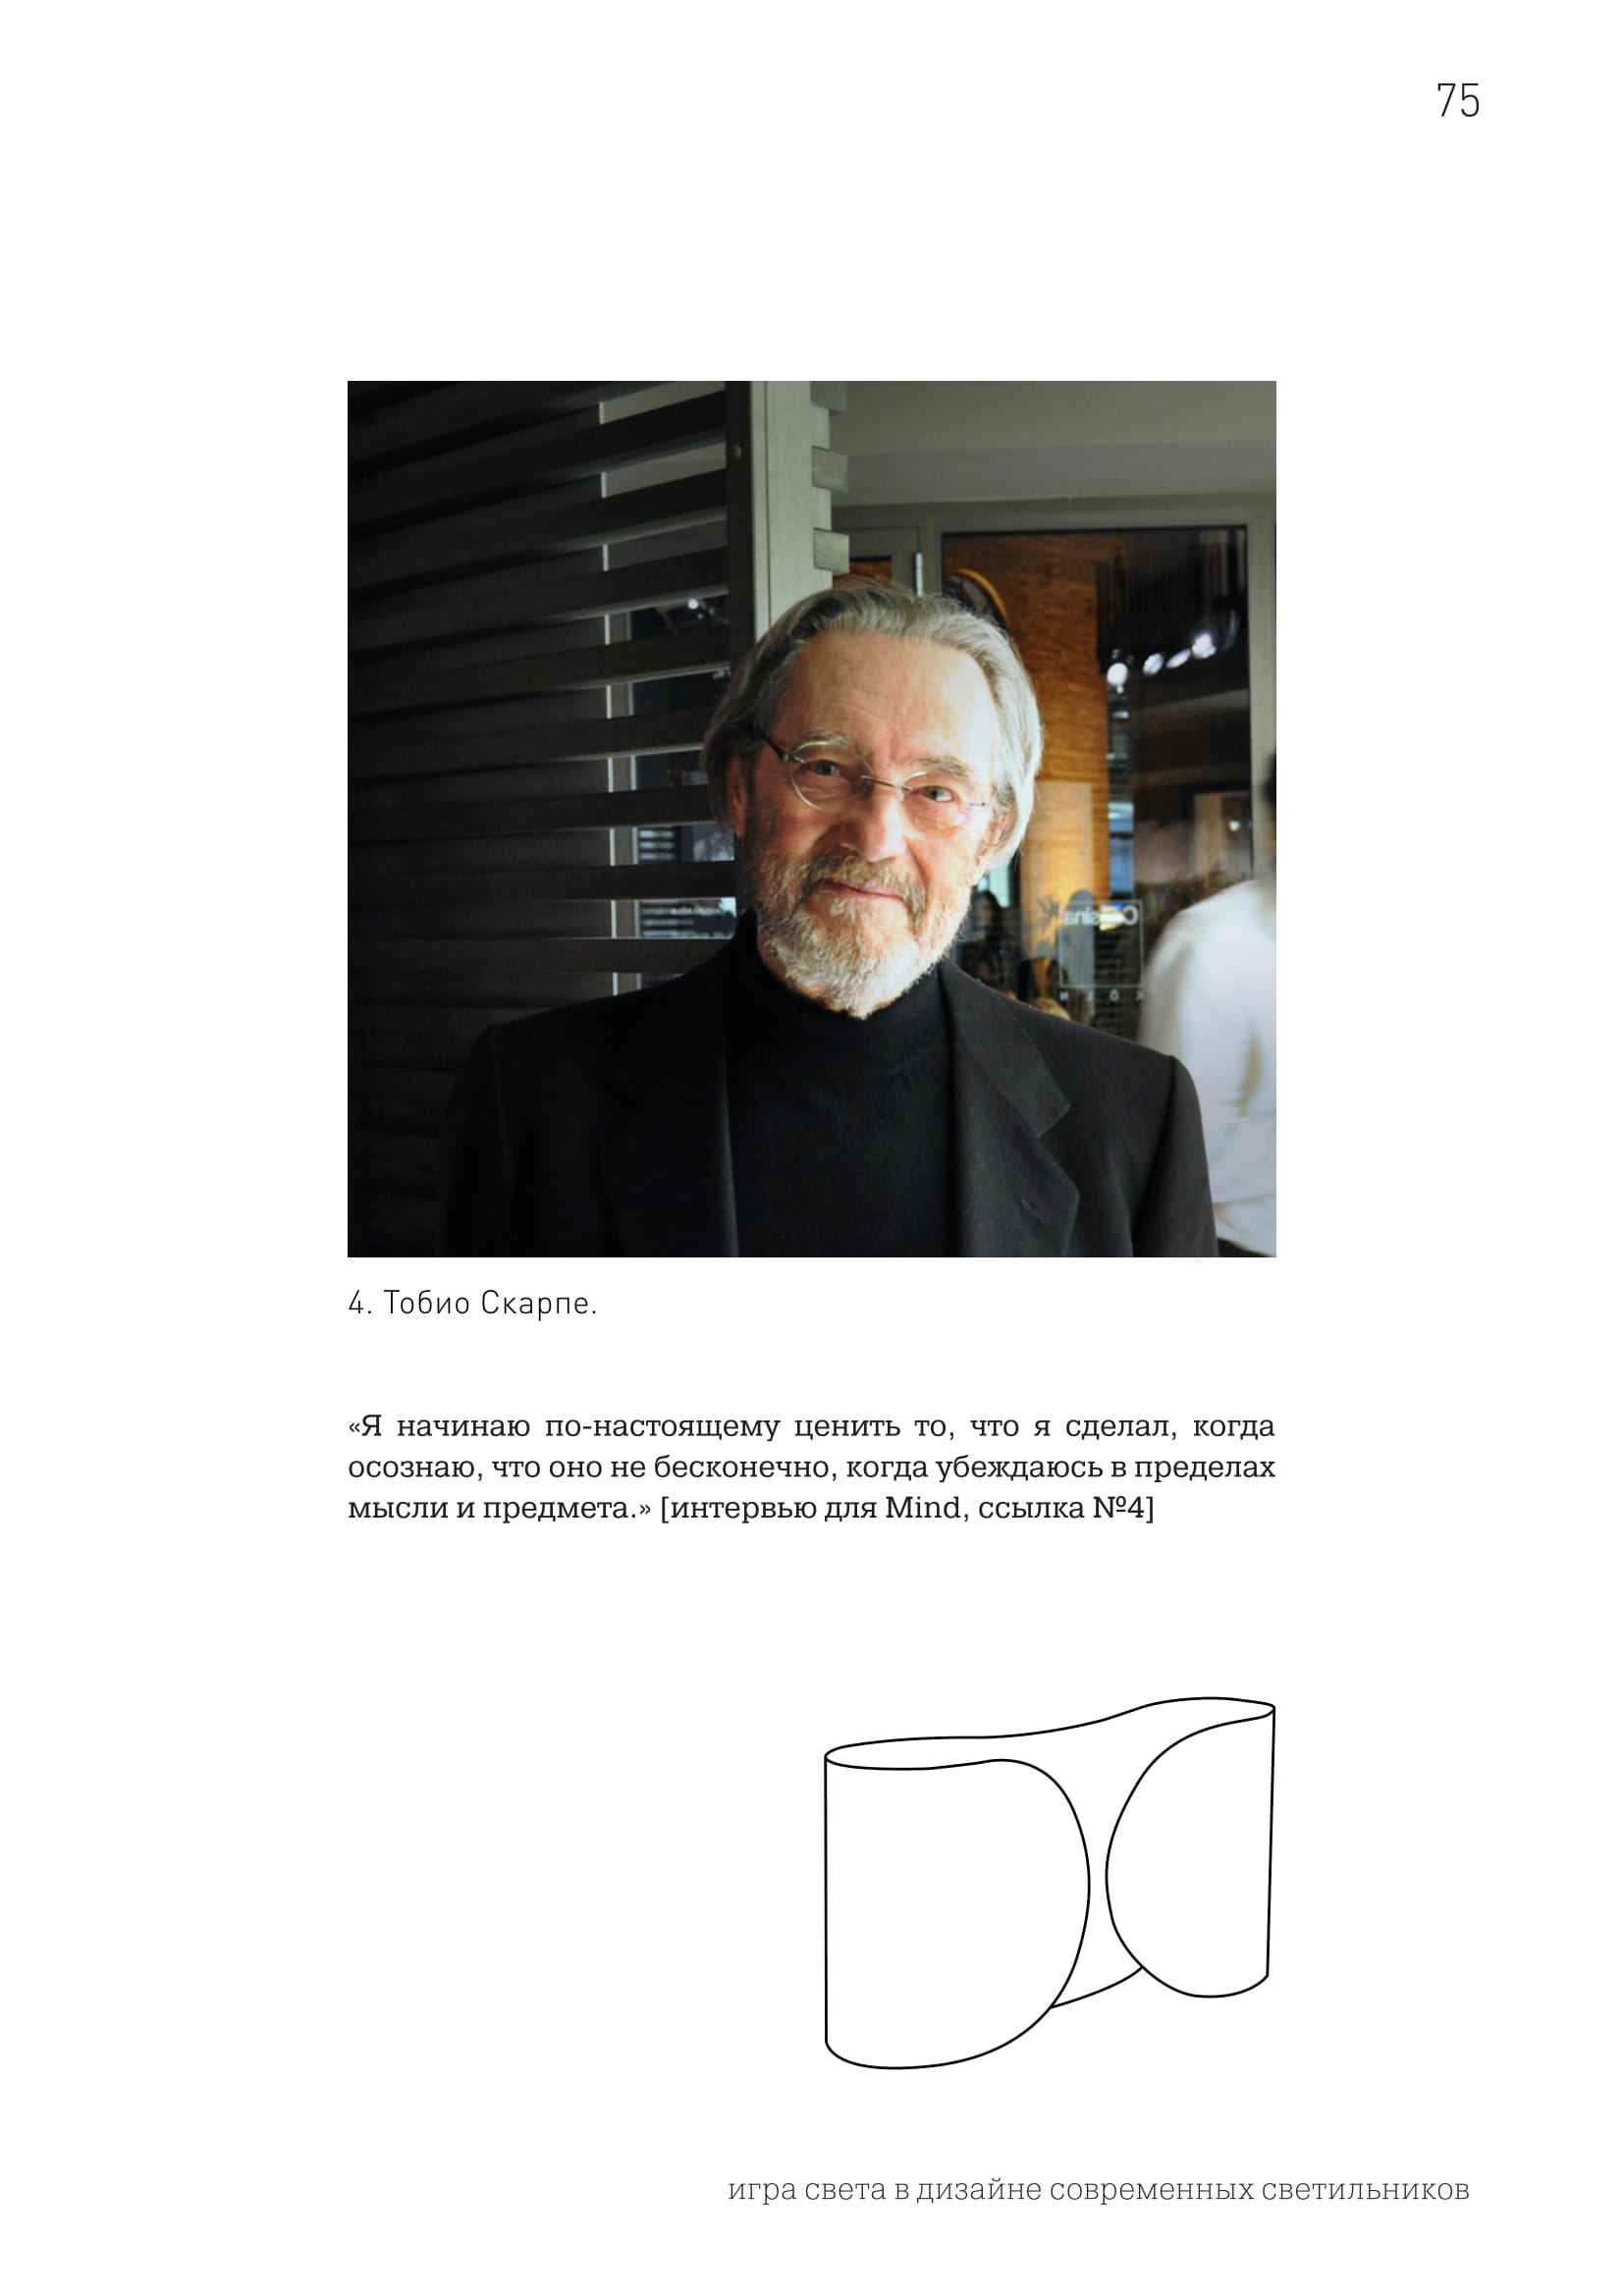 75
4. Тобио Скарпе.
«Я начинаю по-настоящему ценить то, что я сделал, когда
осознаю, что оно не бесконечно, когда убеждаюсь в пределах
мысли и предмета.» [интервью для Mind, ссылка №4]
игра света в дизайне современных светильников